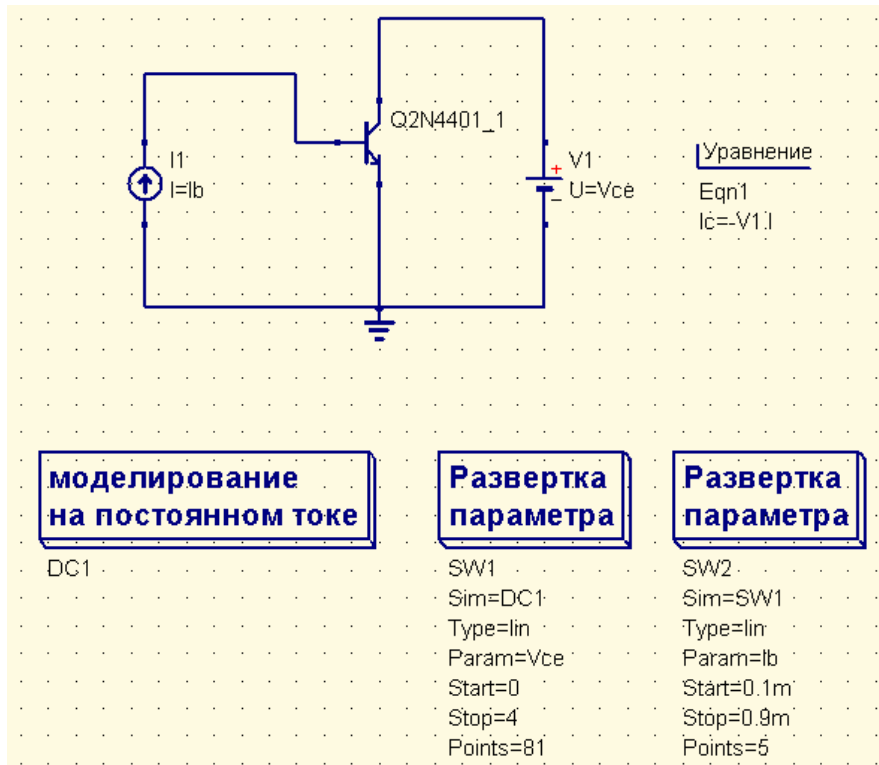 Q2N4401_1
I1
I=Ib
+
V1
U=Vce
-
Уравнение
Eqn1
Ic=-V1.I
моделирование
на постоянном токе
DC1
Развертка
параметра
SW1
Sim=DC1
Type=lin
Param=Vce
Start=0
Stop=4
Points=81
Развертка
параметра
SW2
Sim=SW1
Type=lin
Param=Ib
Start=0.1m
Stop=0.9m
Points=5